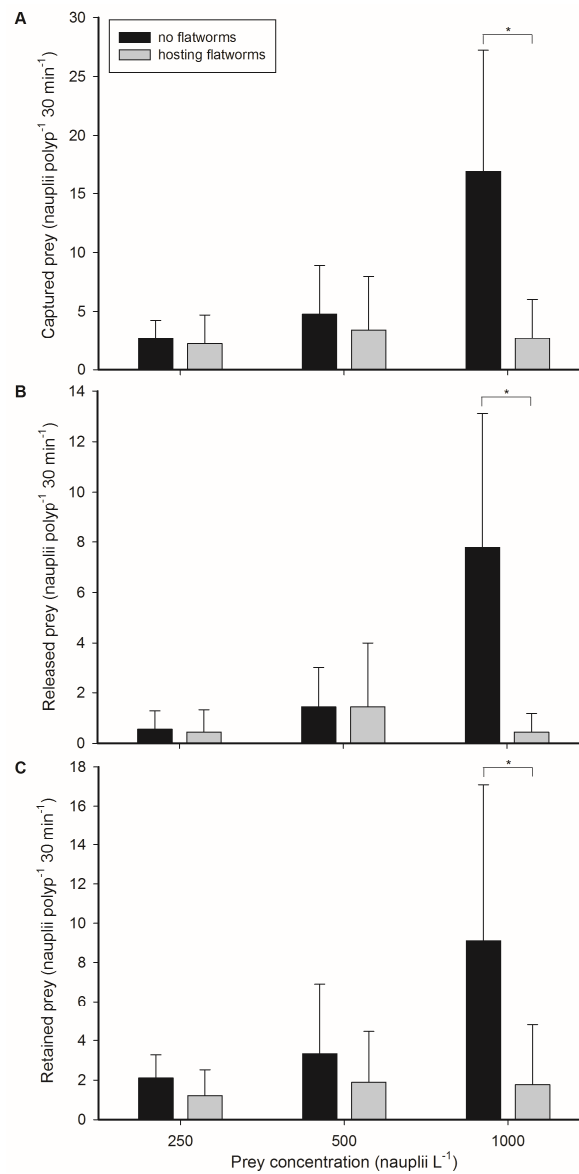 A
no flatworms
hosting flatworms
*
30
25
20
15
10
5
0
Captured prey (nauplii polyp⁻¹ 30 min⁻¹)
B
*
14
12
10
8
6
4
2
0
Released prey (nauplii polyp⁻¹ 30 min⁻¹)
C
*
18
16
14
12
10
8
6
4
2
0
Retained prey (nauplii polyp⁻¹ 30 min⁻¹)
250 500 1000
Prey concentration (nauplii L⁻¹)